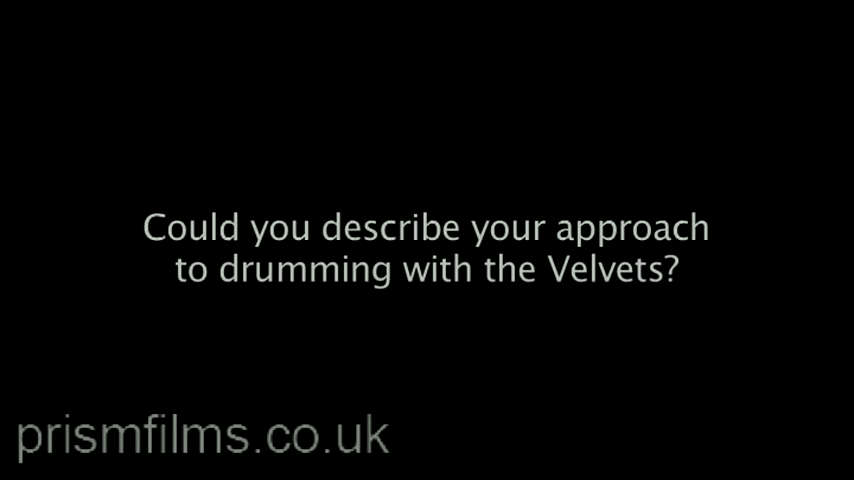 Could you describe your approach
to drumming with the Velvets?
prismfilms.co.uk